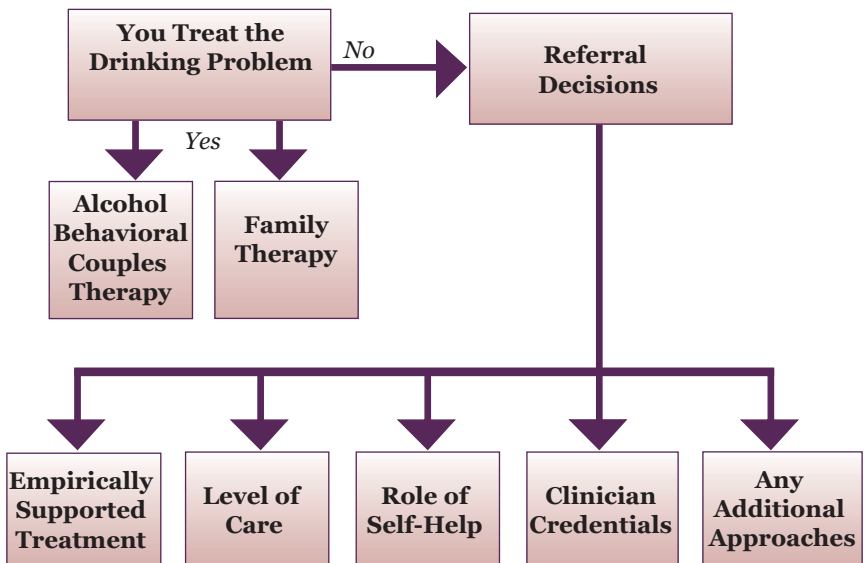 You Treat the
Drinking Problem
No
Referral
Decisions
Yes
Alcohol
Behavioral
Couples
Therapy
Family
Therapy
Empirically
Supported
Treatment
Level of
Care
Role of
Self-Help
Clinician
Credentials
Any
Additional
Approaches